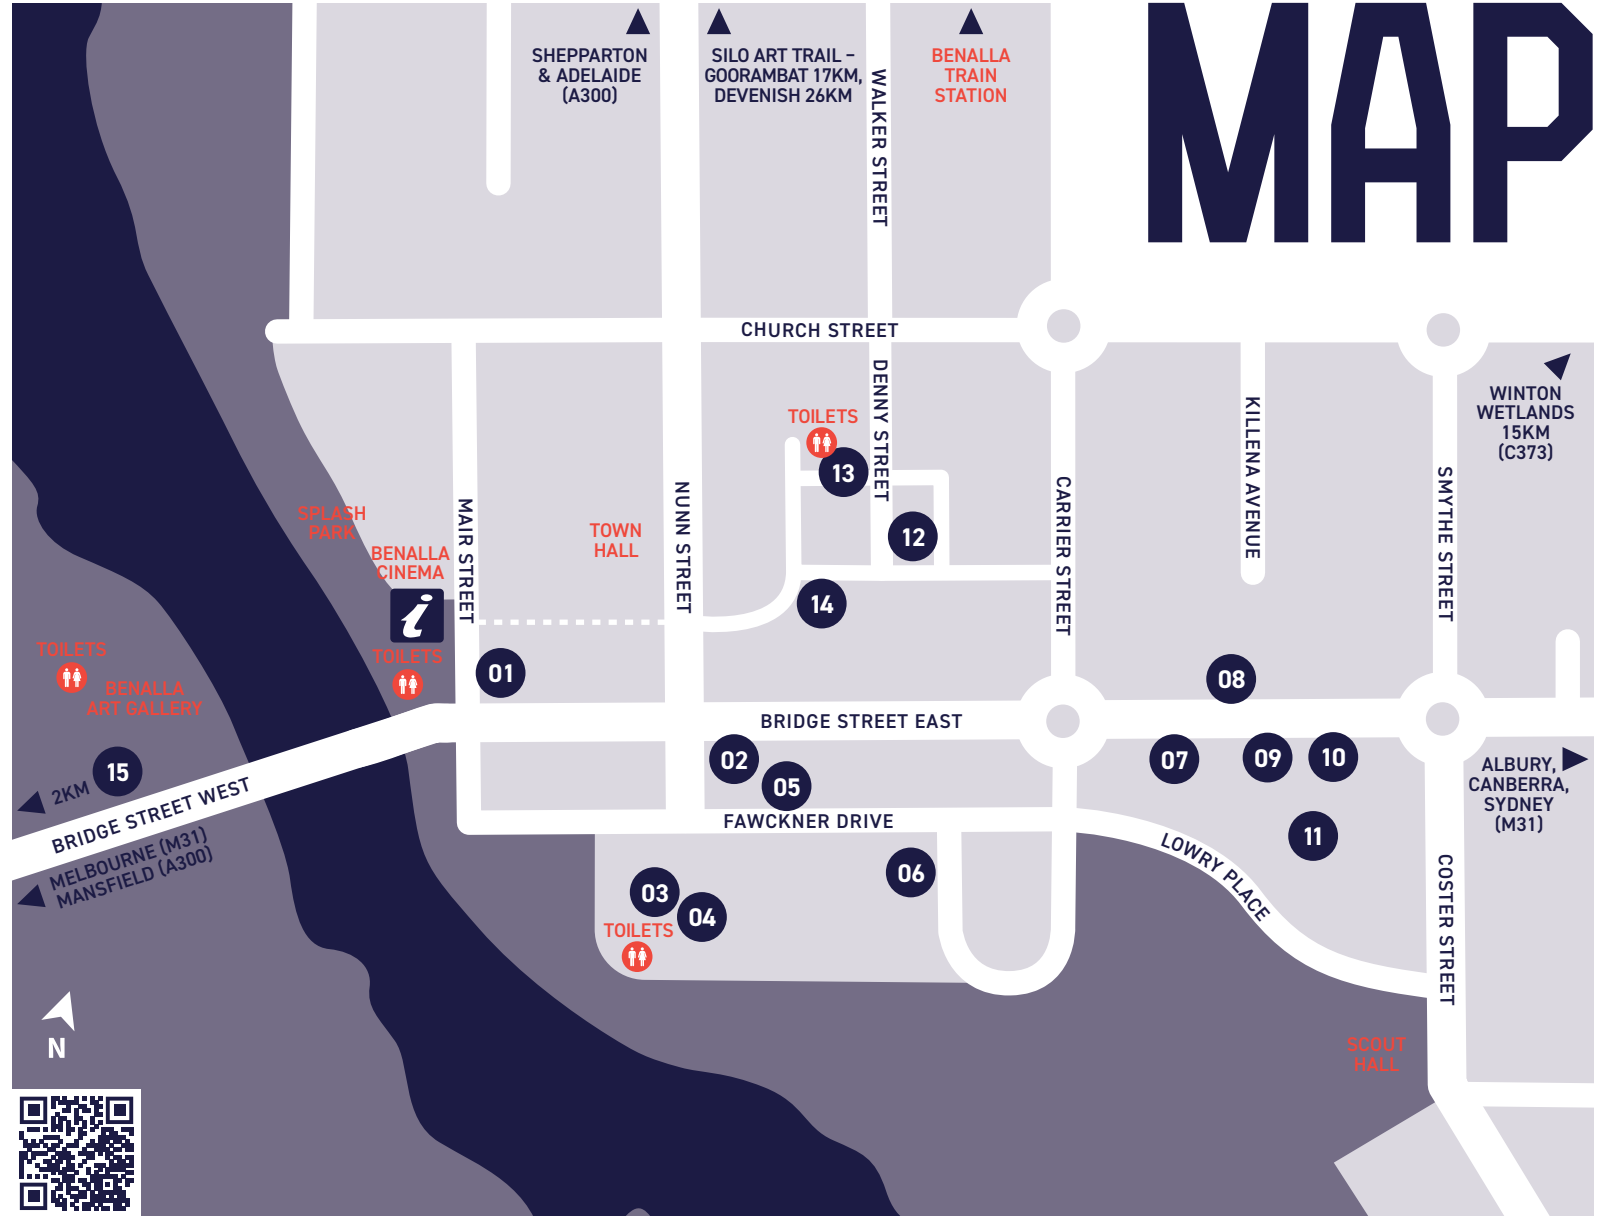 MAP
SHEPPARTON
& ADELAIDE
(A300)
SILO ART TRAIL –
GOORAMBAT 17KM,
DEVENISH 26KM
WALKER STREET
BENALLA
TRAIN
STATION
CHURCH STREET
DENNY STREET
TOILETS
13
12
14
KILLENA AVENUE
CARRIER STREET
SMYTHE STREET
WINTON
WETLANDS
15KM
(C373)
SPLASH
PARK
BENALLA
CINEMA
i
TOILETS
MAIR STREET
TOWN
HALL
NUNN STREET
TOILETS
BENALLA
ART GALLERY
01
08
BRIDGE STREET EAST
02
05
07
09
10
11
ALBURY,
CANBERRA,
SYDNEY
(M31)
15
2KM
BRIDGE STREET WEST
MELBOURNE (M31)
MANSFIELD (A300)
FAWCKNER DRIVE
LOWRY PLACE
03
04
06
TOILETS
COSTER STREET
SCOUT
HALL
N